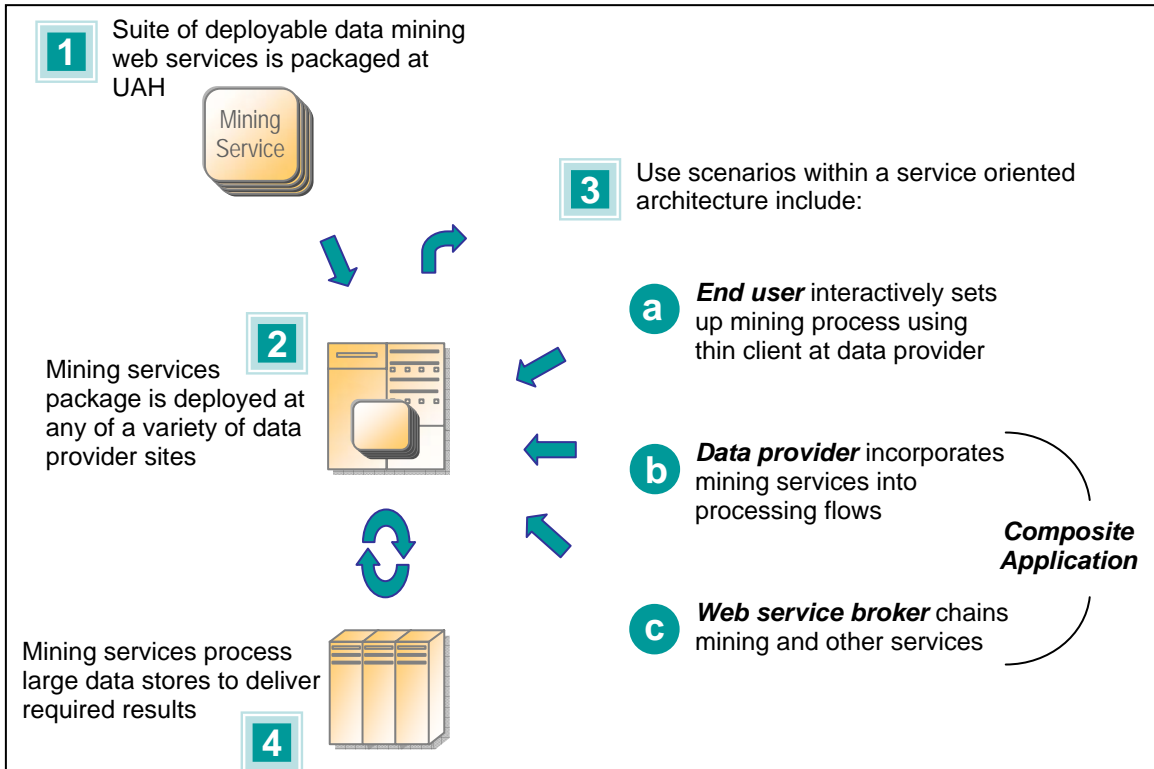 1
Suite of deployable data mining
web services is packaged at
UAH
Mining
Service
2
Mining services
package is deployed at
any of a variety of data
provider sites
3
Use scenarios within a service oriented
architecture include:
a
End user interactively sets
up mining process using
thin client at data provider
b
Data provider incorporates
mining services into
processing flows
c
Web service broker chains
mining and other services
Composite
Application
Mining services process
large data stores to deliver
required results
4